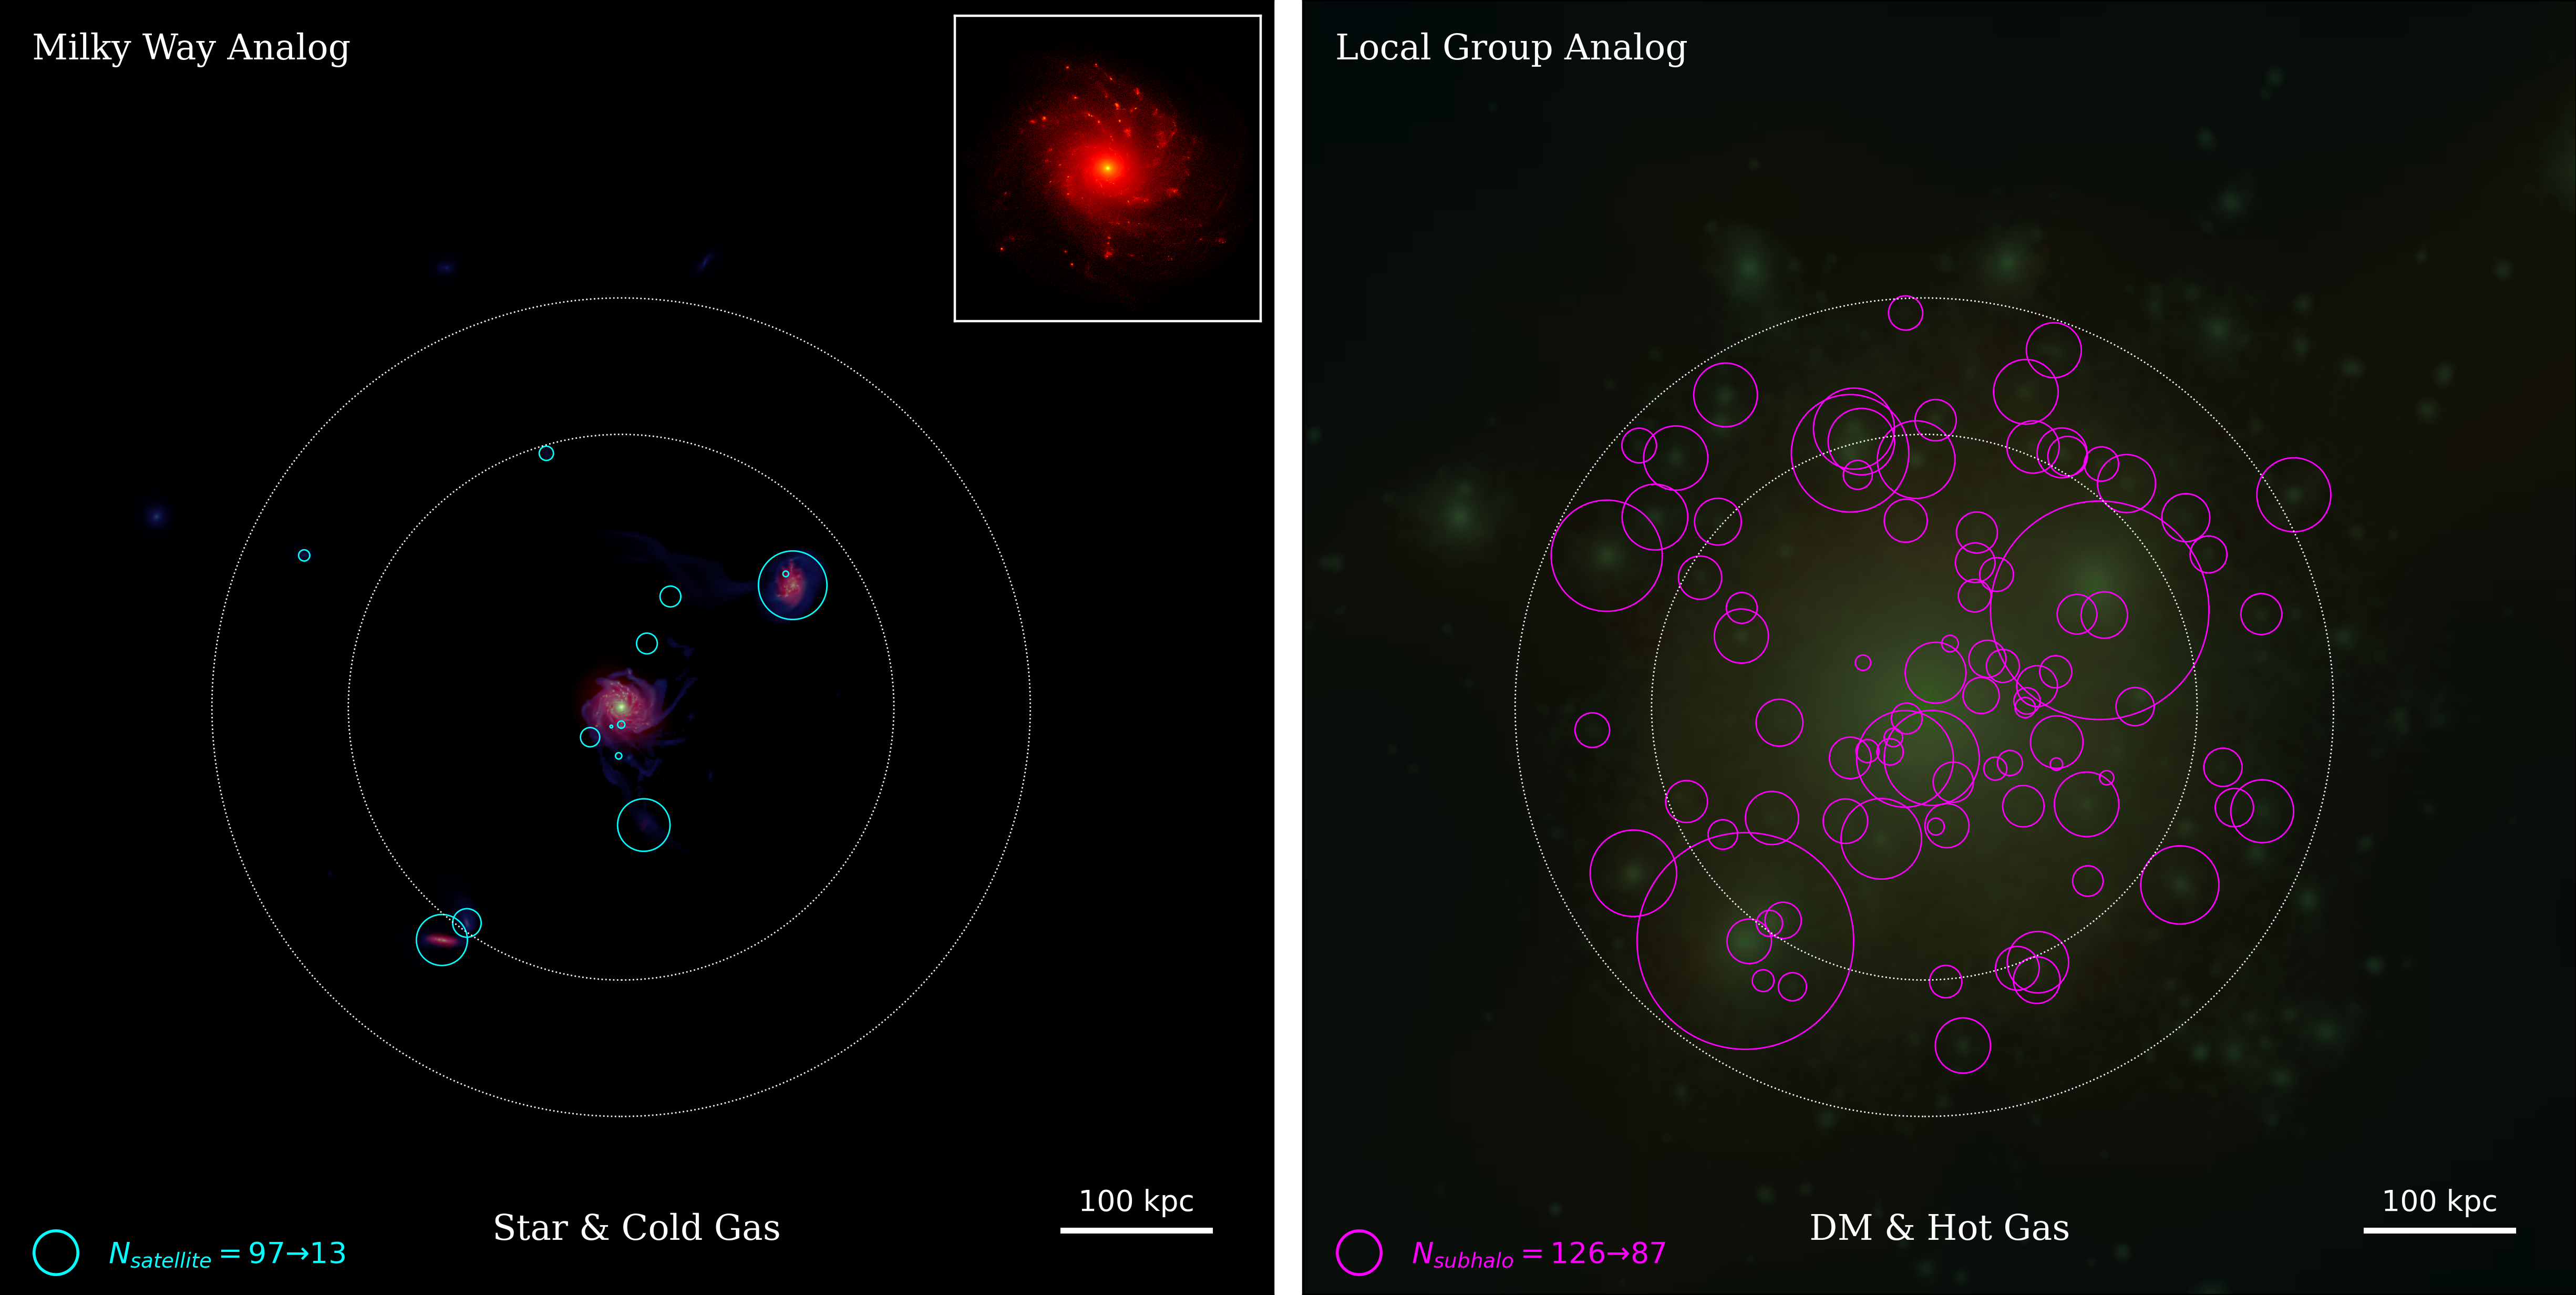 Milky Way Analog
Star & Cold Gas
100 kpc
N_satellite = 97→13
Local Group Analog
DM & Hot Gas
100 kpc
N_subhalo = 126→87